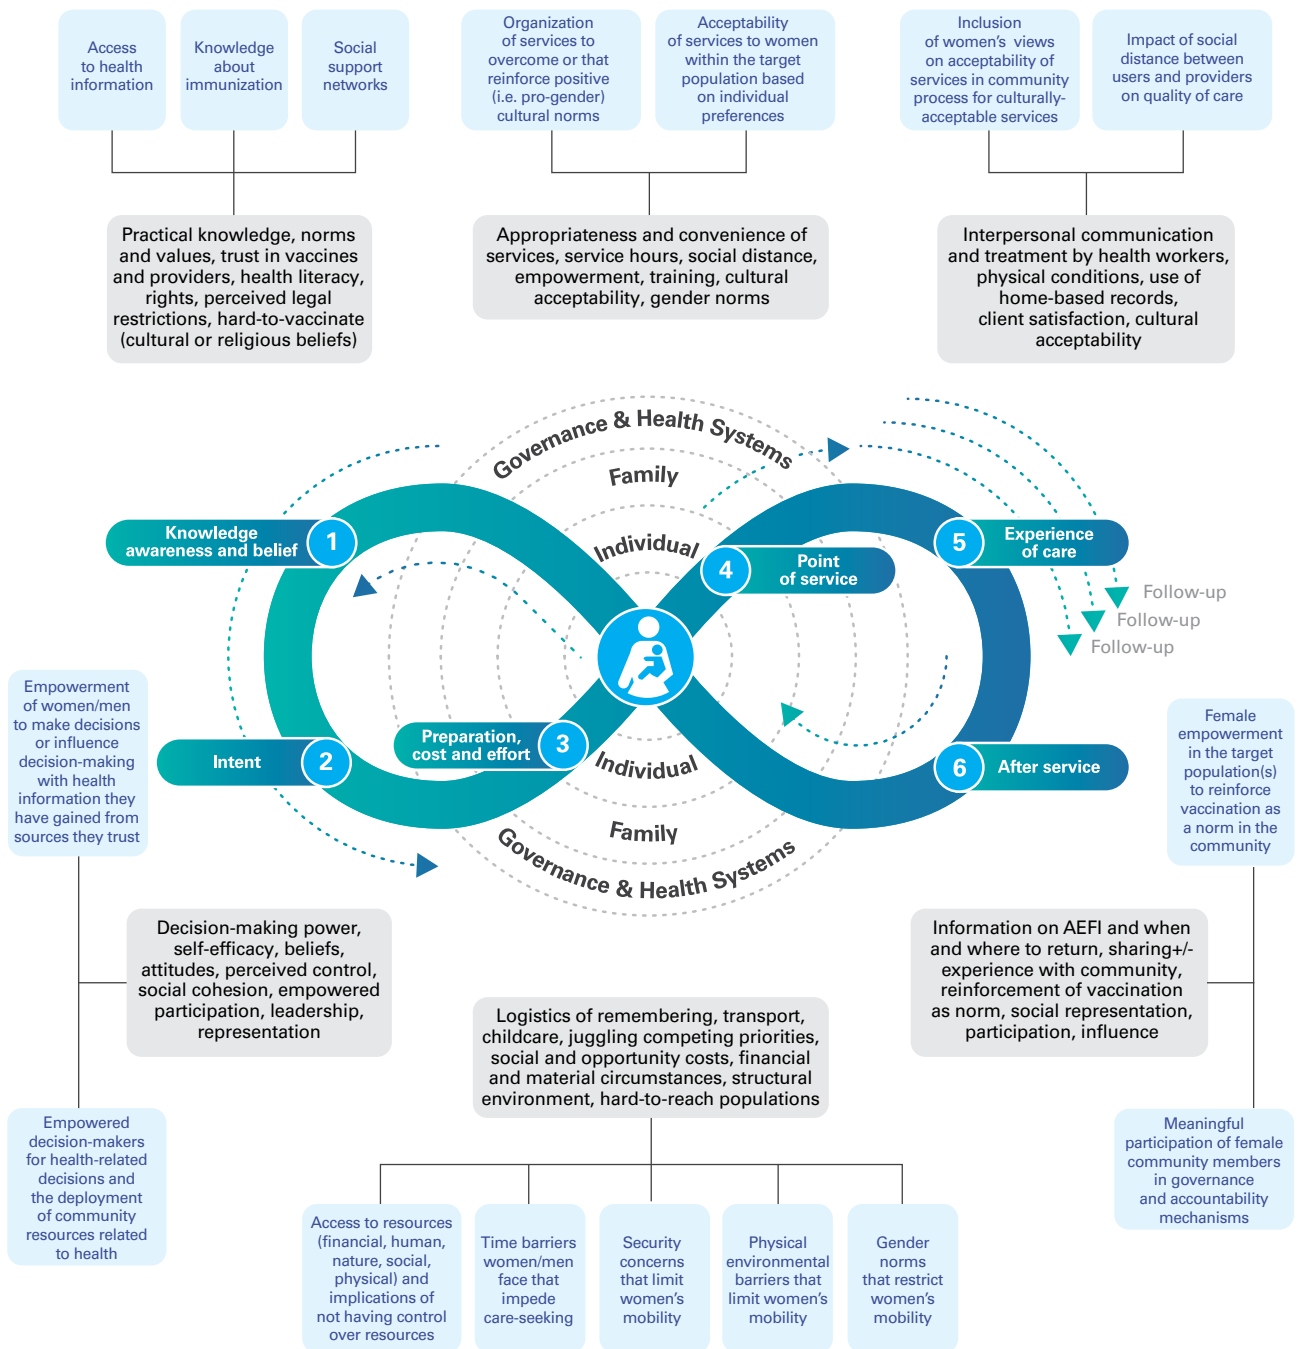 Access
to health
information
Knowledge
about
immunization
Social
support
networks
Organization
of services to
overcome or that
reinforce positive
(i.e. pro-gender)
cultural norms
Acceptability
of services to women
within the target
population based
on individual
preferences
Inclusion
of women's views
on acceptability of
services in community
process for culturally-
acceptable services
Impact of social
distance between
users and providers
on quality of care
Practical knowledge, norms
and values, trust in vaccines
and providers, health literacy,
rights, perceived legal
restrictions, hard-to-vaccinate
(cultural or religious beliefs)
Appropriateness and convenience of
services, service hours, social distance,
empowerment, training, cultural
acceptability, gender norms
Interpersonal communication
and treatment by health workers,
physical conditions, use of
home-based records,
client satisfaction, cultural
acceptability
Governance & Health Systems
Family
Individual
Knowledge
awareness and belief
1
4
Point
of service
5
Experience
of care
Follow-up
Follow-up
Follow-up
Intent
2
Preparation,
cost and effort
3
6
After service
Individual
Family
Governance & Health Systems
Empowerment
of women/men
to make decisions
or influence
decision-making
with health
information they
have gained from
sources they trust
Female
empowerment
in the target
population(s)
to reinforce
vaccination as
a norm in the
community
Decision-making power,
self-efficacy, beliefs,
attitudes, perceived control,
social cohesion, empowered
participation, leadership,
representation
Information on AEFI and when
and where to return, sharing+/-
experience with community,
reinforcement of vaccination
as norm, social representation,
participation, influence
Logistics of remembering, transport,
childcare, juggling competing priorities,
social and opportunity costs, financial
and material circumstances, structural
environment, hard-to-reach populations
Empowered
decision-makers
for health-related
decisions and
the deployment
of community
resources related
to health
Meaningful
participation of female
community members
in governance
and accountability
mechanisms
Access to resources
(financial, human,
nature, social,
physical) and
implications of
not having control
over resources
Time barriers
women/men
face that
impede
care-seeking
Security
concerns
that limit
women's
mobility
Physical
environmental
barriers that
limit women's
mobility
Gender
norms
that restrict
women's
mobility